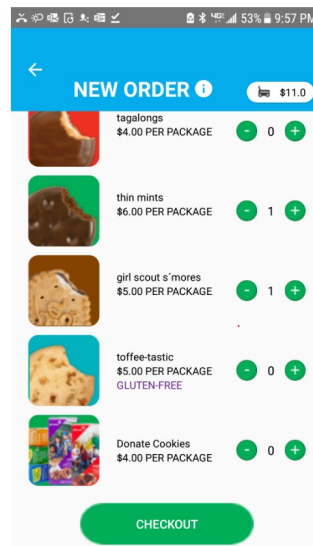 53% 9:57 PM
NEW ORDER i
$11.0
tagalongs
$4.00 PER PACKAGE
- 0 +
thin mints
$6.00 PER PACKAGE
- 1 +
girl scout s´mores
$5.00 PER PACKAGE
- 1 +
toffee-tastic
$5.00 PER PACKAGE
GLUTEN-FREE
- 0 +
Donate Cookies
$4.00 PER PACKAGE
- 0 +
CHECKOUT